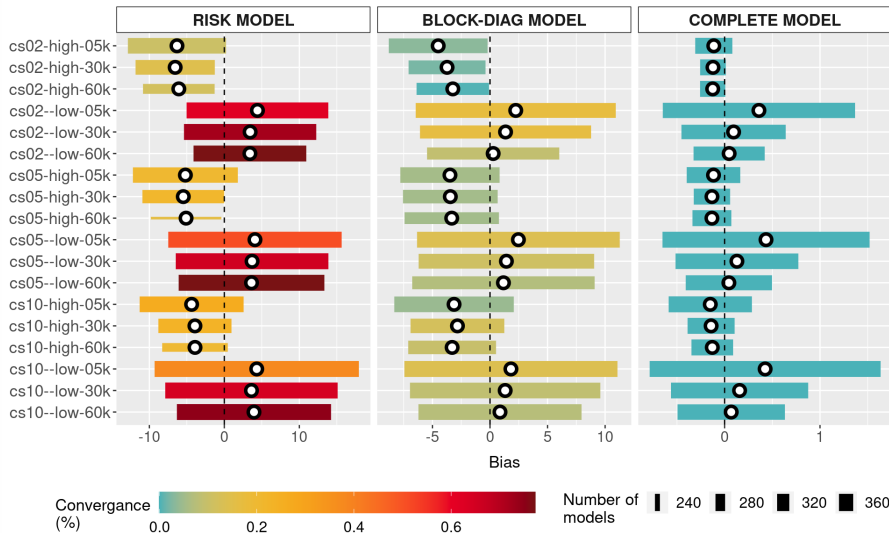 RISK MODEL BLOCK-DIAG MODEL COMPLETE MODEL
cs02-high-05k
cs02-high-30k
cs02-high-60k
cs02--low-05k
cs02--low-30k
cs02--low-60k
cs05-high-05k
cs05-high-30k
cs05-high-60k
cs05--low-05k
cs05--low-30k
cs05--low-60k
cs10-high-05k
cs10-high-30k
cs10-high-60k
cs10--low-05k
cs10--low-30k
cs10--low-60k
-10 0 10 -5 0 5 10 0 1
Bias
Convergance
(%)
0.0 0.2 0.4 0.6
Number of
models
240 280 320 360